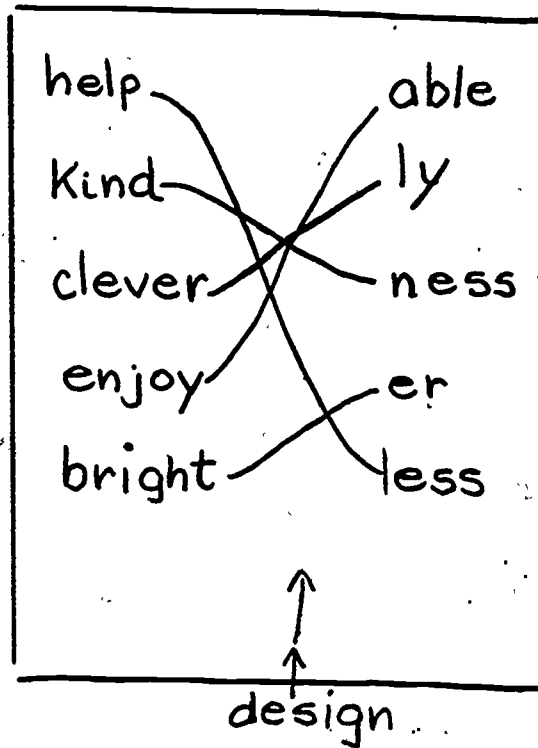 help able
Kind ly
clever ness
enjoy er
bright less
design